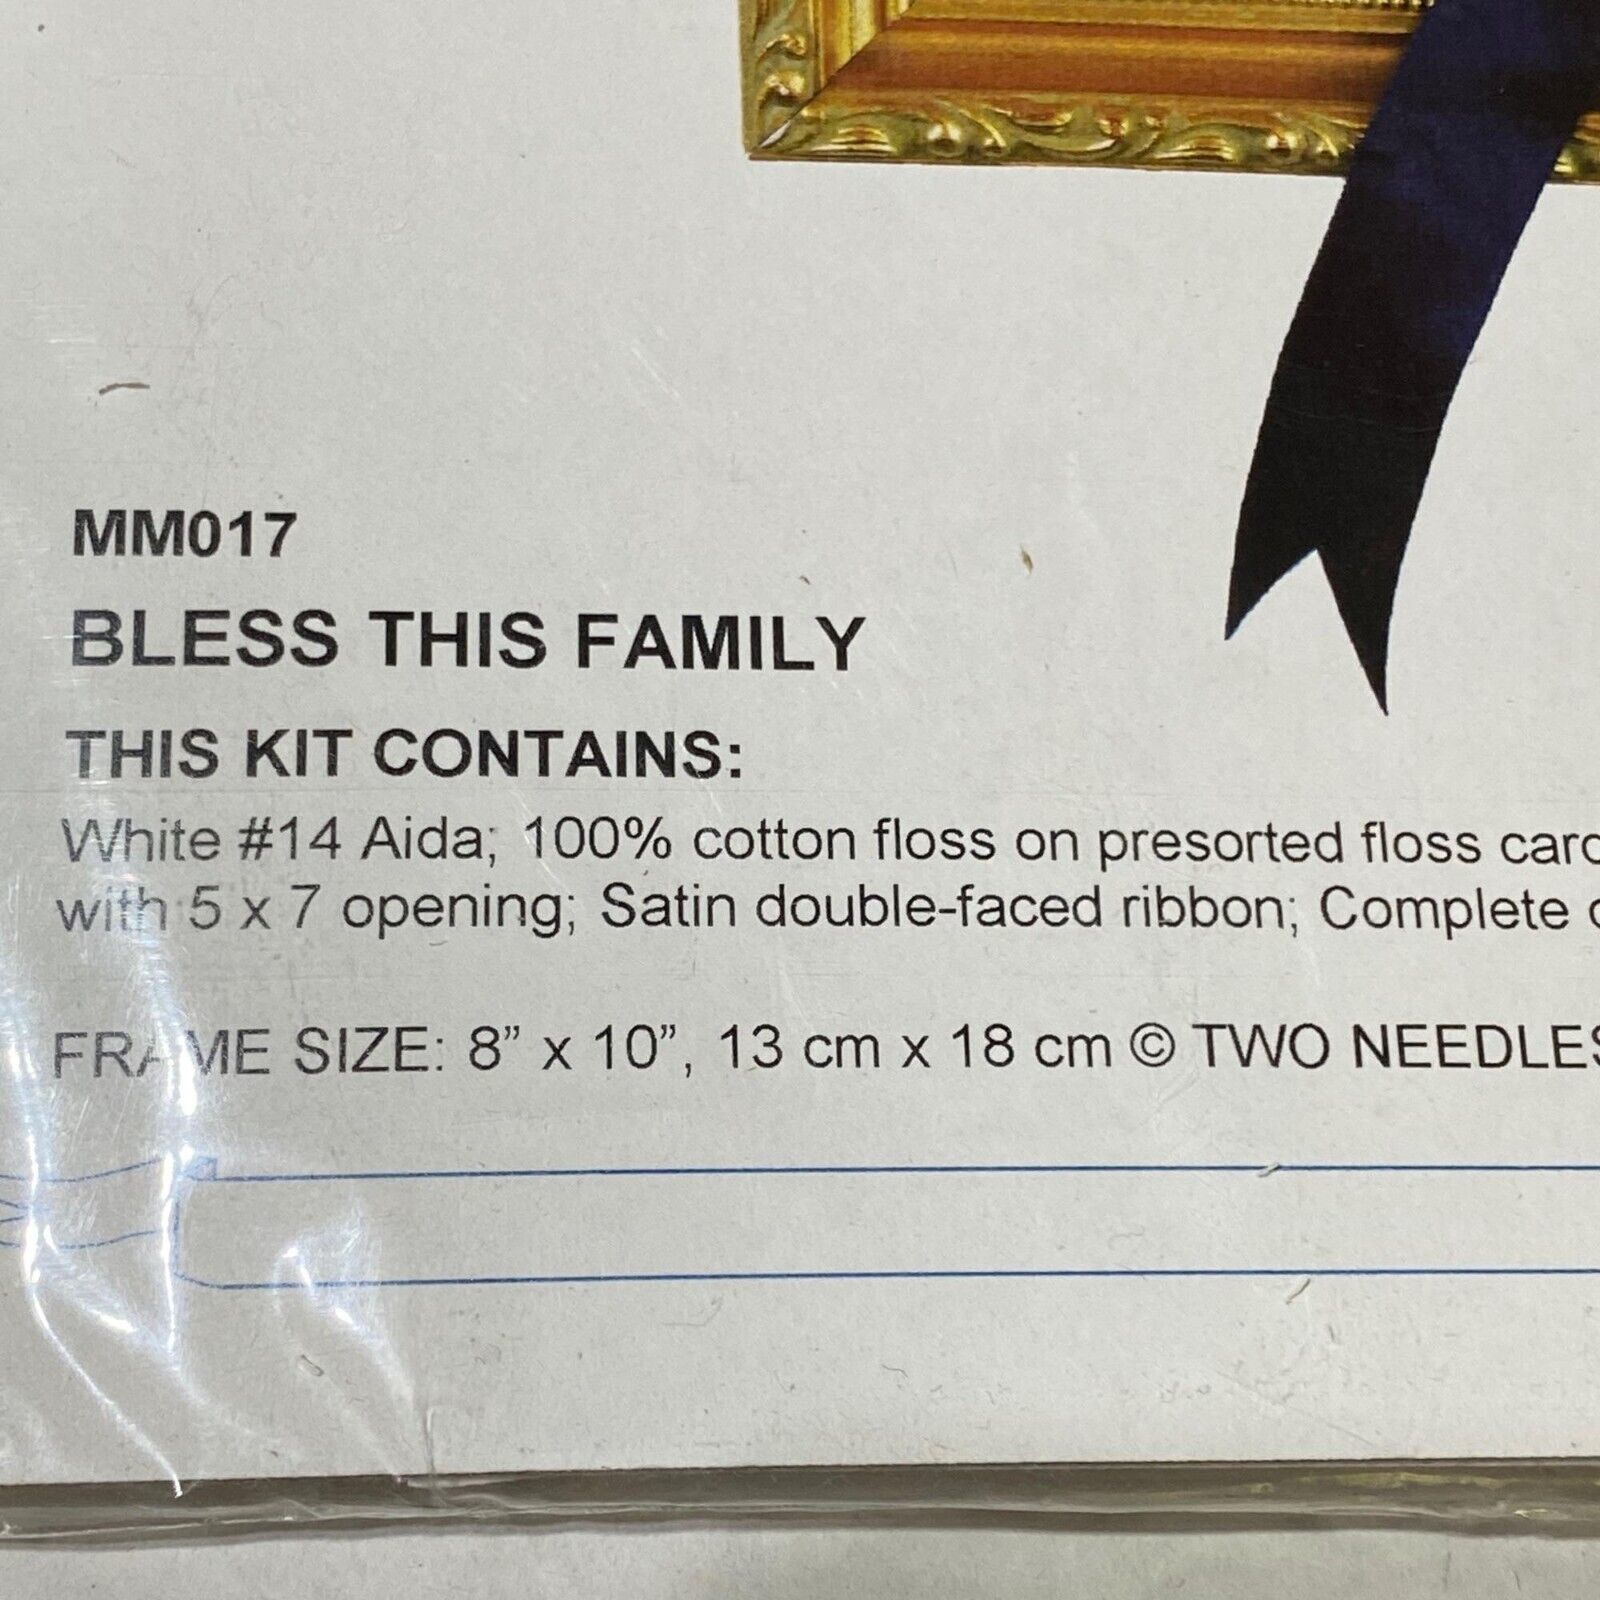 MM017
BLESS THIS FAMILY
THIS KIT CONTAINS:
White #14 Aida; 100% cotton floss on presorted floss
with 5 x 7 opening; Satin double-faced ribbon; Complete
FRAME SIZE: 8” x 10”, 13 cm x 18 cm © TWO NEEDLES